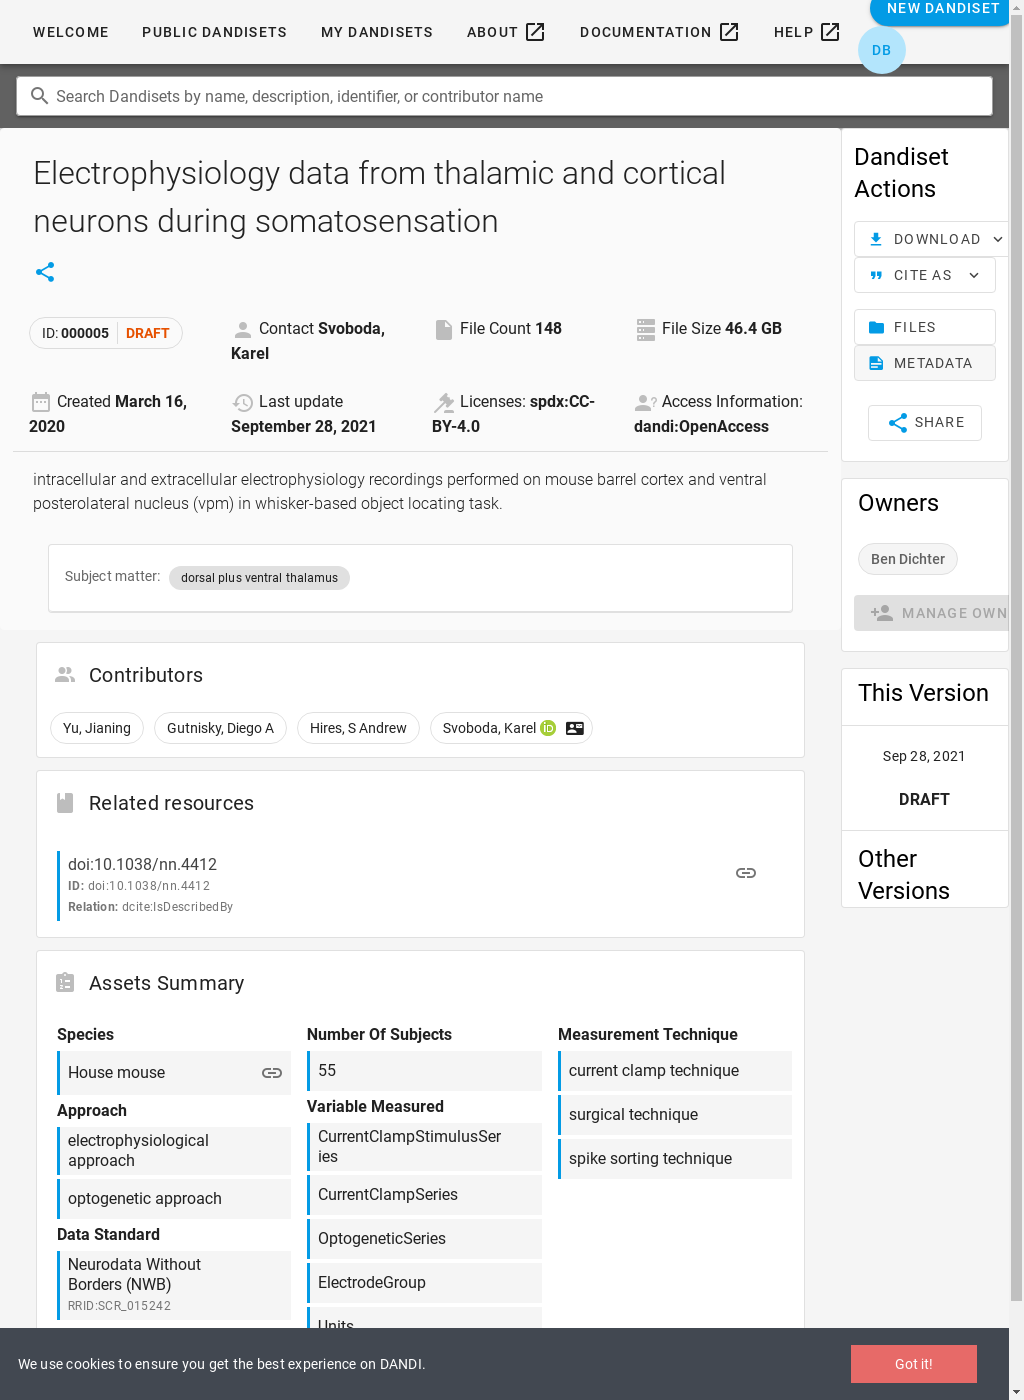 WELCOME PUBLIC DANDISETS MY DANDISETS ABOUT DOCUMENTATION HELP NEW DANDISET
DB
Search Dandisets by name, description, identifier, or contributor name
Electrophysiology data from thalamic and cortical
neurons during somatosensation
ID: 000005 DRAFT
Contact Svoboda,
Karel
File Count 148
File Size 46.4 GB
Created March 16,
2020
Last update
September 28, 2021
Licenses: spdx:CC-
BY-4.0
Access Information:
dandi:OpenAccess
intracellular and extracellular electrophysiology recordings performed on mouse barrel cortex and ventral
posterolateral nucleus (vpm) in whisker-based object locating task.
Subject matter: dorsal plus ventral thalamus
Contributors
Yu, Jianing Gutnisky, Diego A Hires, S Andrew Svoboda, Karel iD
Related resources
doi:10.1038/nn.4412
ID: doi:10.1038/nn.4412
Relation: dcite:IsDescribedBy
Assets Summary
Species
House mouse
Approach
electrophysiological
approach
optogenetic approach
Data Standard
Neurodata Without
Borders (NWB)
RRID:SCR_015242
Number Of Subjects
55
Variable Measured
CurrentClampStimulusSer
ies
CurrentClampSeries
OptogeneticSeries
ElectrodeGroup
Units
Measurement Technique
current clamp technique
surgical technique
spike sorting technique
Dandiset
Actions
DOWNLOAD
CITE AS
FILES
METADATA
SHARE
Owners
Ben Dichter
MANAGE OWN
This Version
Sep 28, 2021
DRAFT
Other
Versions
We use cookies to ensure you get the best experience on DANDI.
Got it!